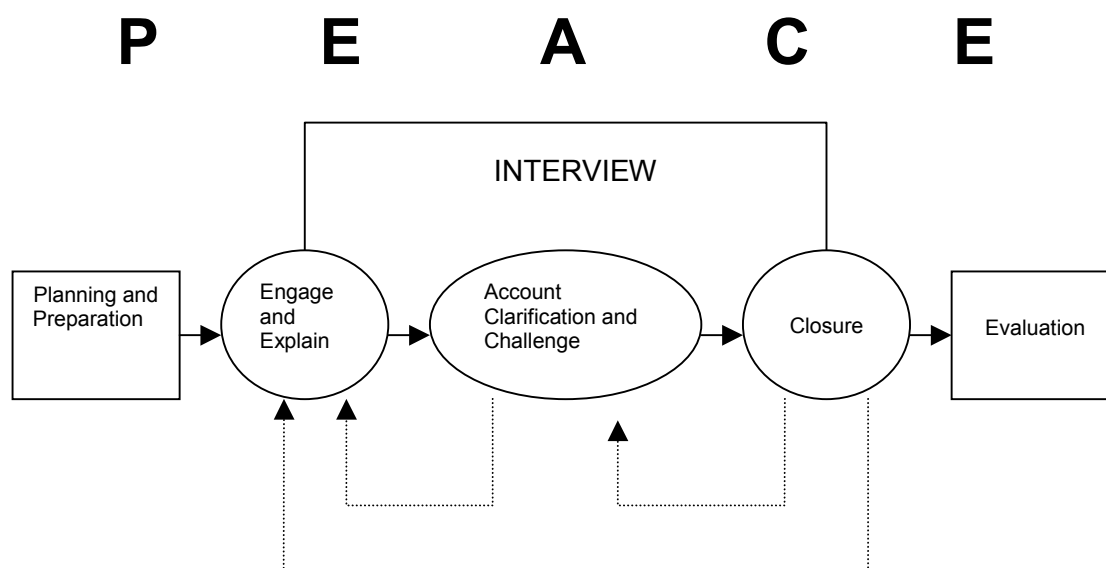 P E A C E
INTERVIEW
Planning and
Preparation
Engage
and
Explain
Account
Clarification and
Challenge
Closure
Evaluation